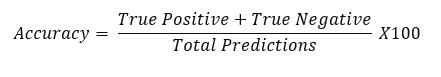 Accuracy = True Positive + True Negative / Total Predictions X100